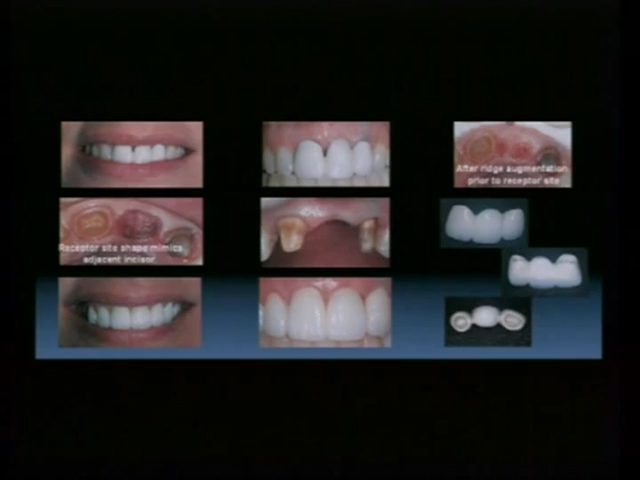 After ridge augmentation
prior to receptor site
Receptor site shape mimics
adjacent incisor